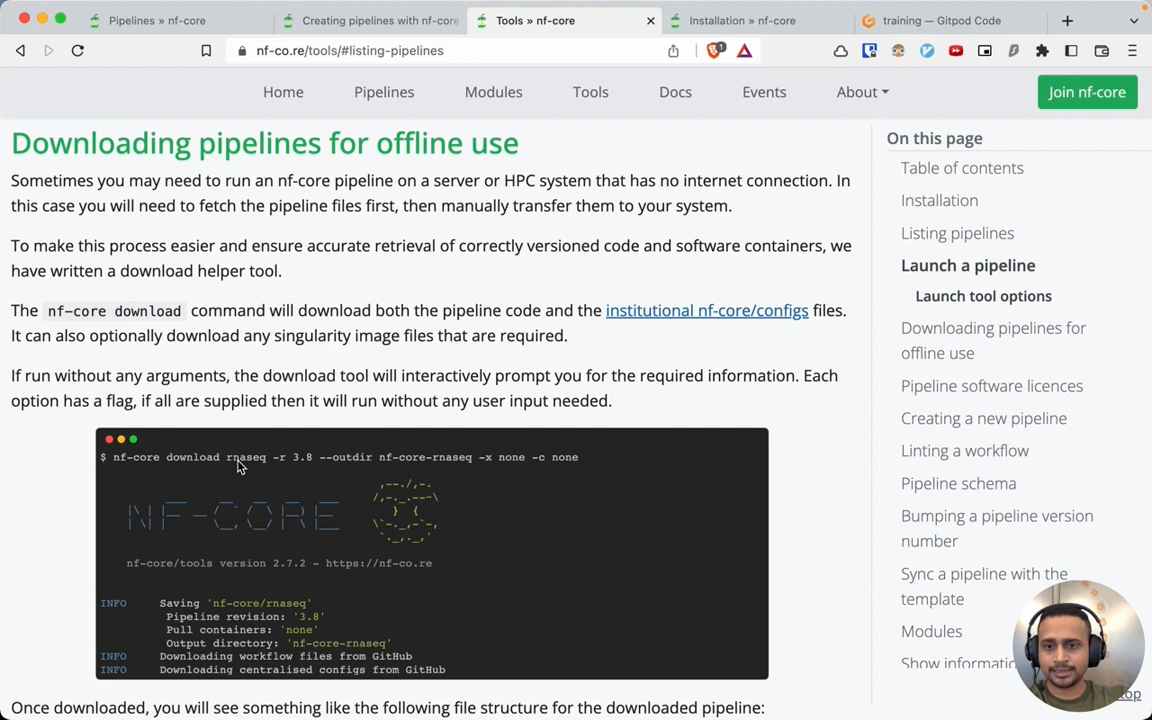 Pipelines » nf-core
Creating pipelines with nf-core
Tools » nf-core
Installation » nf-core
training — Gitpod Code
nf-co.re/tools/#listing-pipelines
1
Home
Pipelines
Modules
Tools
Docs
Events
About
Join nf-core
Downloading pipelines for offline use
Sometimes you may need to run an nf-core pipeline on a server or HPC system that has no internet connection. In
this case you will need to fetch the pipeline files first, then manually transfer them to your system.
To make this process easier and ensure accurate retrieval of correctly versioned code and software containers, we
have written a download helper tool.
The nf-core download command will download both the pipeline code and the institutional nf-core/configs files.
It can also optionally download any singularity image files that are required.
If run without any arguments, the download tool will interactively prompt you for the required information. Each
option has a flag, if all are supplied then it will run without any user input needed.
$ nf-core download rnaseq -r 3.8 --outdir nf-core-rnaseq -x none -c none
nf-core/tools version 2.7.2 - https://nf-co.re
INFO Saving 'nf-core/rnaseq'
Pipeline revision: '3.8'
Pull containers: 'none'
Output directory: 'nf-core-rnaseq'
INFO Downloading workflow files from GitHub
INFO Downloading centralised configs from GitHub
Once downloaded, you will see something like the following file structure for the downloaded pipeline:
On this page
Table of contents
Installation
Listing pipelines
Launch a pipeline
Launch tool options
Downloading pipelines for
offline use
Pipeline software licences
Creating a new pipeline
Linting a workflow
Pipeline schema
Bumping a pipeline version
number
Sync a pipeline with the
template
Modules
Show informatio